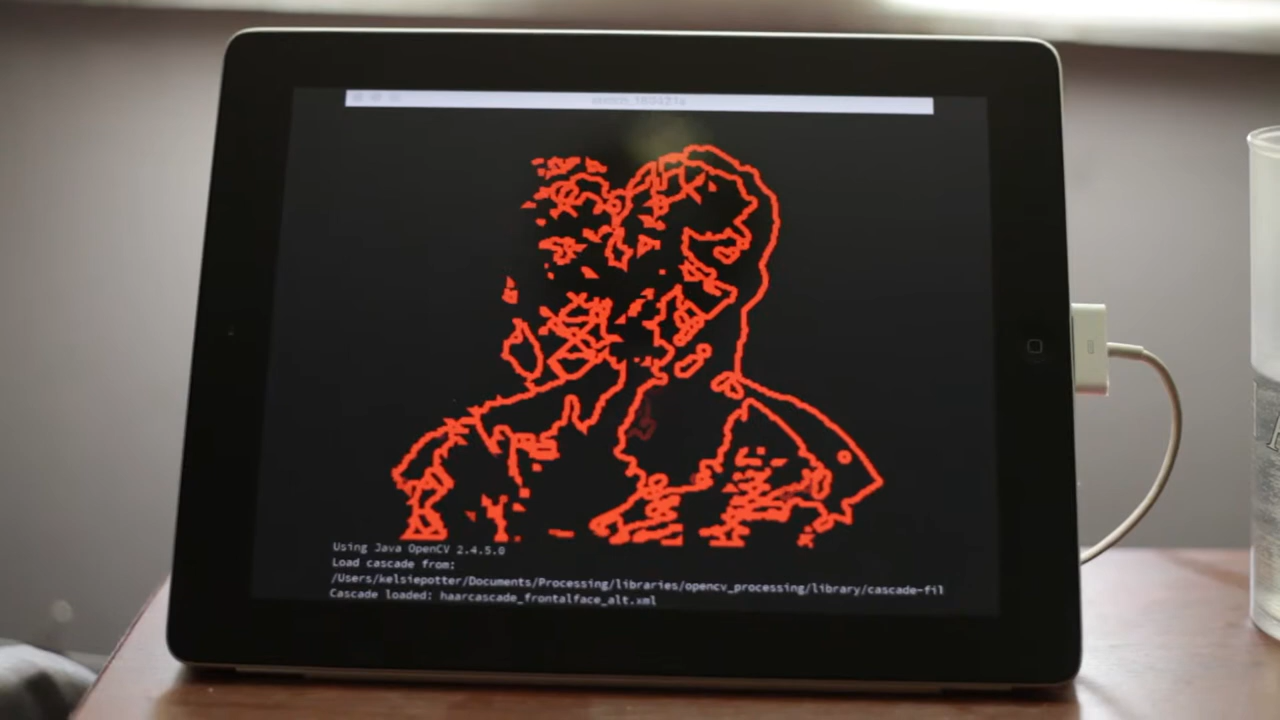 Using Java OpenCV 2.4.5.0
Load cascade from:
/Users/kelsiepotter/Documents/Processing/libraries/opencv_processing/library/cascade-fil
Cascade loaded: haarcascade_frontalface_alt.xml